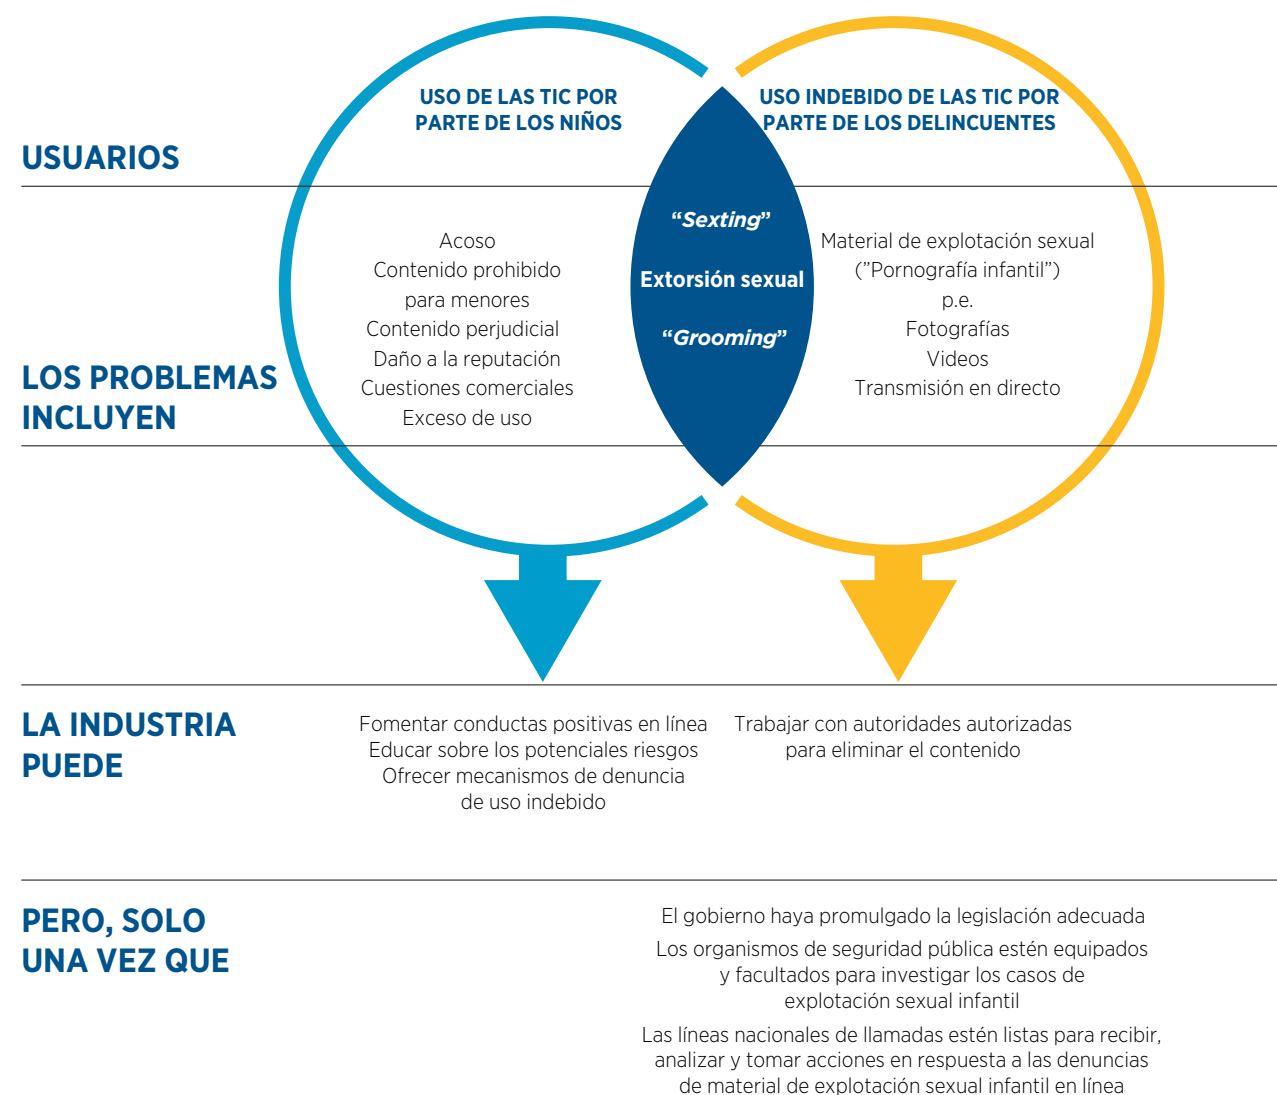 USO DE LAS TIC POR
PARTE DE LOS NIÑOS
USO INDEBIDO DE LAS TIC POR
PARTE DE LOS DELINCUENTES
USUARIOS
LOS PROBLEMAS
INCLUYEN
Acoso
Contenido prohibido
para menores
Contenido perjudicial
Daño a la reputación
Cuestiones comerciales
Exceso de uso
“Sexting”
Extorsión sexual
“Grooming”
Material de explotación sexual
(”Pornografía infantil”)
p.e.
Fotografías
Videos
Transmisión en directo
LA INDUSTRIA
PUEDE
Fomentar conductas positivas en línea
Educar sobre los potenciales riesgos
Ofrecer mecanismos de denuncia
de uso indebido
Trabajar con autoridades autorizadas
para eliminar el contenido
PERO, SOLO
UNA VEZ QUE
El gobierno haya promulgado la legislación adecuada
Los organismos de seguridad pública estén equipados
y facultados para investigar los casos de
explotación sexual infantil
Las líneas nacionales de llamadas estén listas para recibir,
analizar y tomar acciones en respuesta a las denuncias
de material de explotación sexual infantil en línea